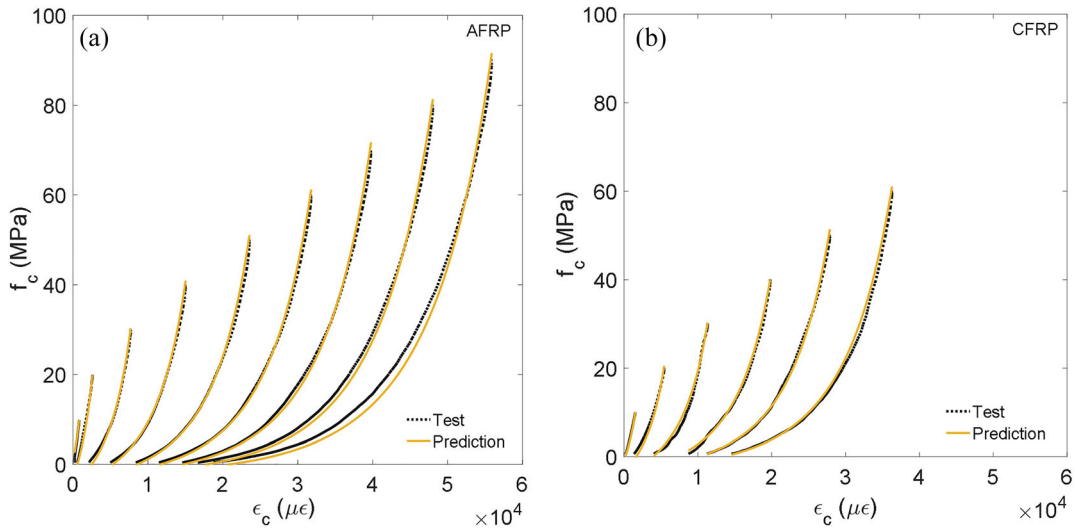 (a)
AFRP
100
80
60
40
20
0
f_c (MPa)
0 1 2 3 4 5 6
ϵ_c (μϵ)
×10^4
Test
Prediction
(b)
CFRP
100
80
60
40
20
0
f_c (MPa)
0 1 2 3 4 5 6
ϵ_c (μϵ)
×10^4
Test
Prediction